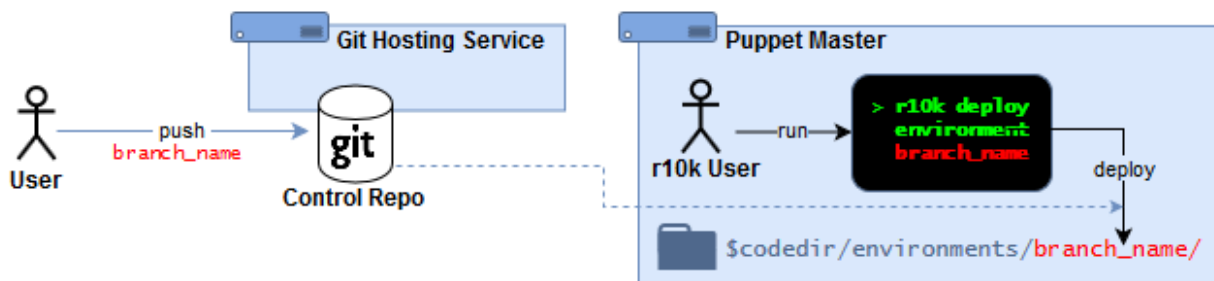 Git Hosting Service
Puppet Master
User
push
branch_name
git
Control Repo
r10k User
run
> r10k deploy
environment
branch_name
deploy
$codedir/environments/branch_name/